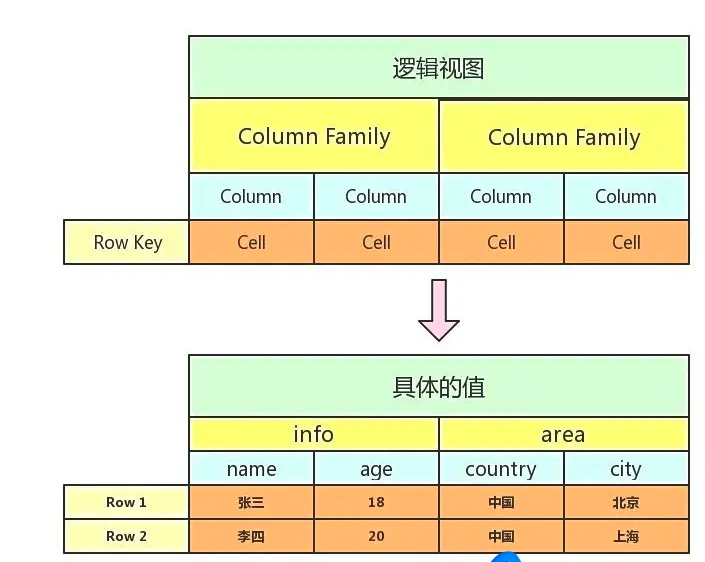 逻辑视图
Column Family Column Family
Column Column Column Column
Row Key Cell Cell Cell Cell
具体的值
info area
name age country city
Row 1 张三 18 中国 北京
Row 2 李四 20 中国 上海